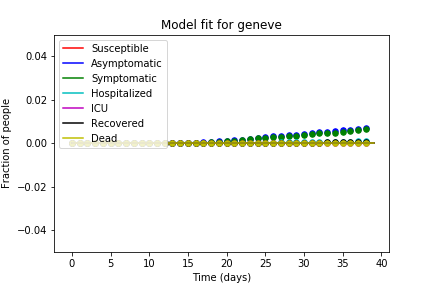 Model fit for geneve
Fraction of people
0.04
0.02
0.00
−0.02
−0.04
Susceptible
Asymptomatic
Symptomatic
Hospitalized
ICU
Recovered
Dead
0 5 10 15 20 25 30 35 40
Time (days)